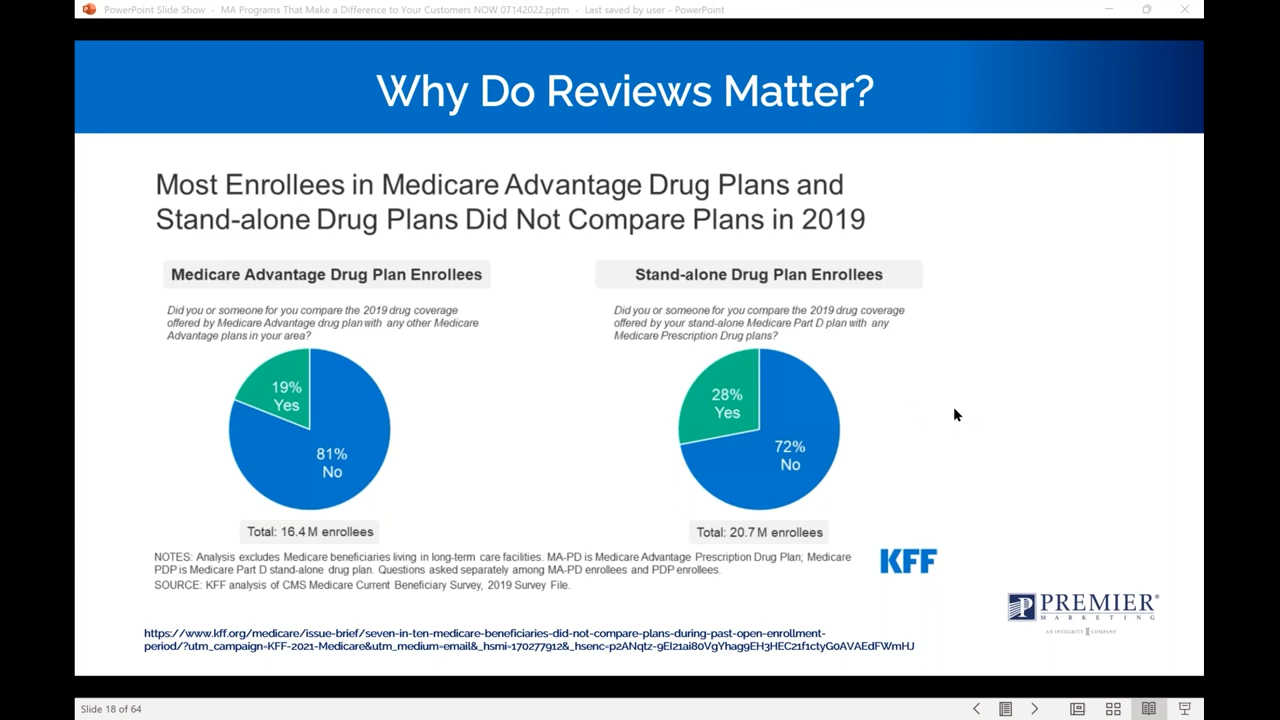 PowerPoint Slide Show - MA Programs That Make a Difference to Your Customers NOW 07142022.pptm - Last saved by user - PowerPoint
Why Do Reviews Matter?
Most Enrollees in Medicare Advantage Drug Plans and
Stand-alone Drug Plans Did Not Compare Plans in 2019
Medicare Advantage Drug Plan Enrollees
Did you or someone for you compare the 2019 drug coverage
offered by Medicare Advantage drug plan with any other Medicare
Advantage plans in your area?
19%
Yes
81%
No
Total: 16.4M enrollees
Stand-alone Drug Plan Enrollees
Did you or someone for you compare the 2019 drug coverage
offered by your stand-alone Medicare Part D plan with any
Medicare Prescription Drug plans?
28%
Yes
72%
No
Total: 20.7M enrollees
NOTES: Analysis excludes Medicare beneficiaries living in long-term care facilities. MA-PD is Medicare Advantage Prescription Drug Plan; Medicare
PDP is Medicare Part D stand-alone drug plan. Questions asked separately among MA-PD enrollees and PDP enrollees.
SOURCE: KFF analysis of CMS Medicare Current Beneficiary Survey, 2019 Survey File.
KFF
PREMIER®
MARKETING
AN INTEGRITY COMPANY
https://www.kff.org/medicare/issue-brief/seven-in-ten-medicare-beneficiaries-did-not-compare-plans-during-past-open-enrollment-
period/?utm_campaign-KFF-2021-Medicare&utm_medium-email&_hsmi-170277912&_hsenc-p2ANqtz-9EI21ai80VgYhag9EH3HEC21f1ctyG0AVAEdFWmHJ
Slide 18 of 64